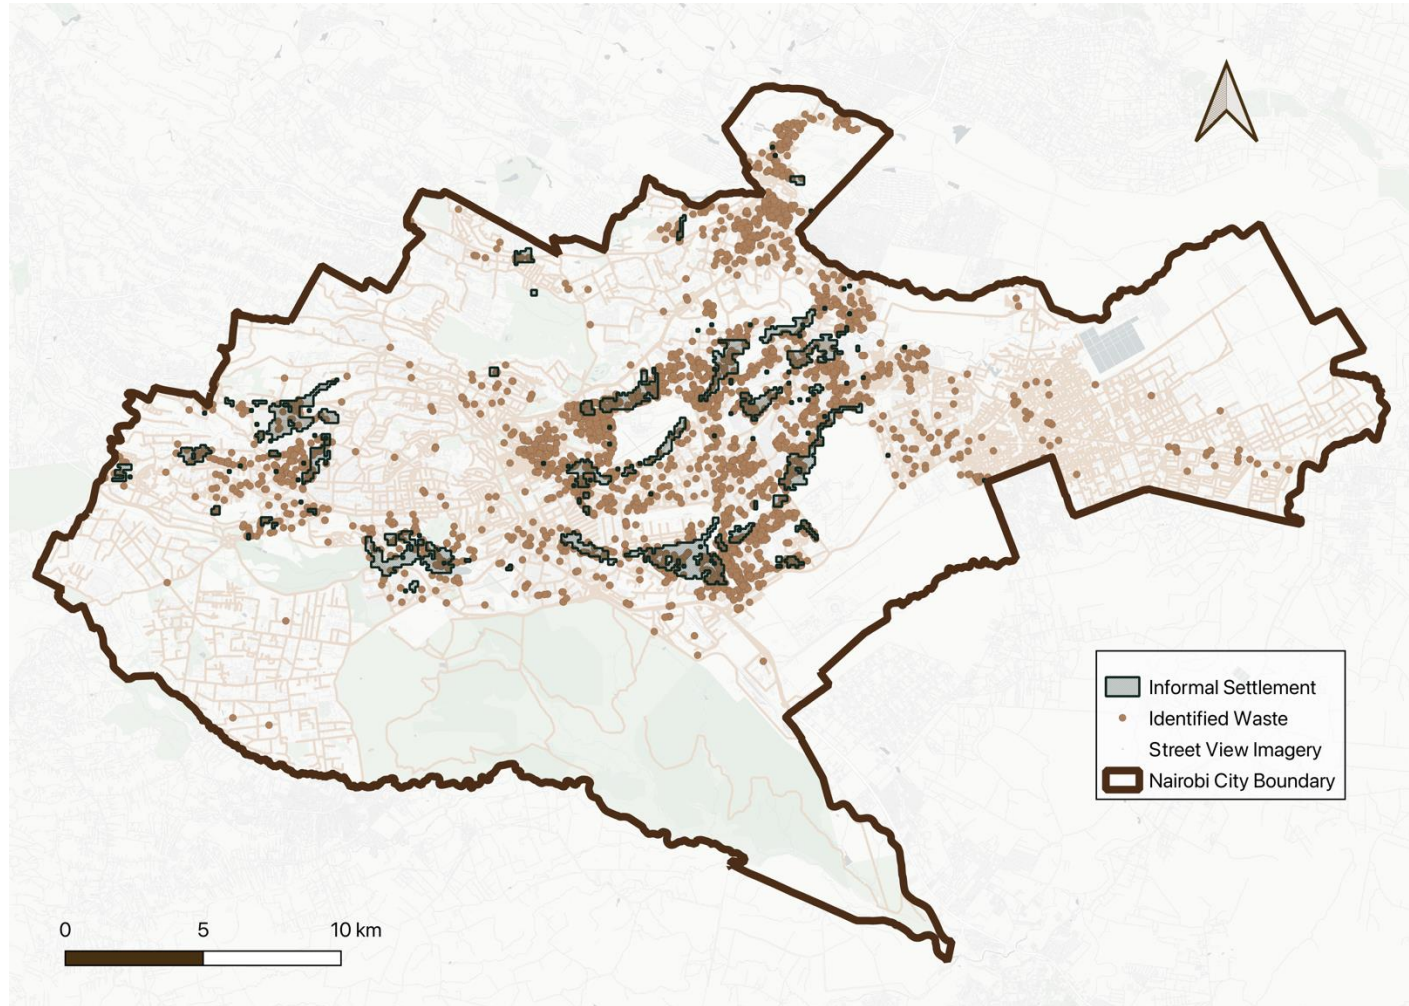 Informal Settlement
Identified Waste
Street View Imagery
Nairobi City Boundary
0 5 10 km